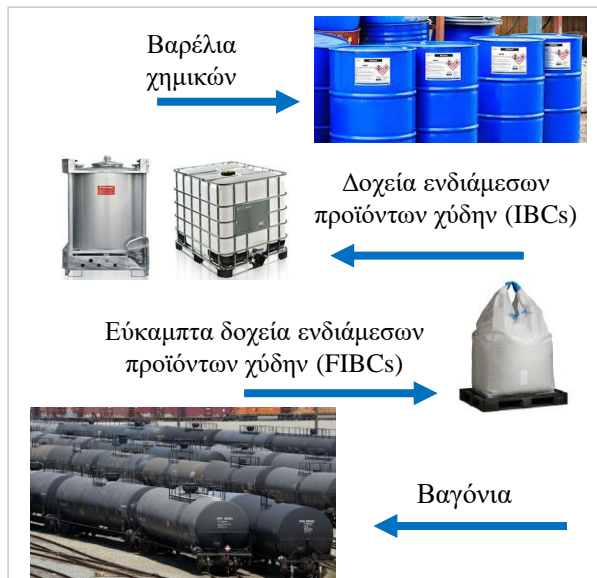 Βαρέλια
χημικών
Δοχεία ενδιάμεσων
προϊόντων χύδην (IBCs)
Εύκαμπτα δοχεία ενδιάμεσων
προϊόντων χύδην (FIBCs)
Βαγόνια